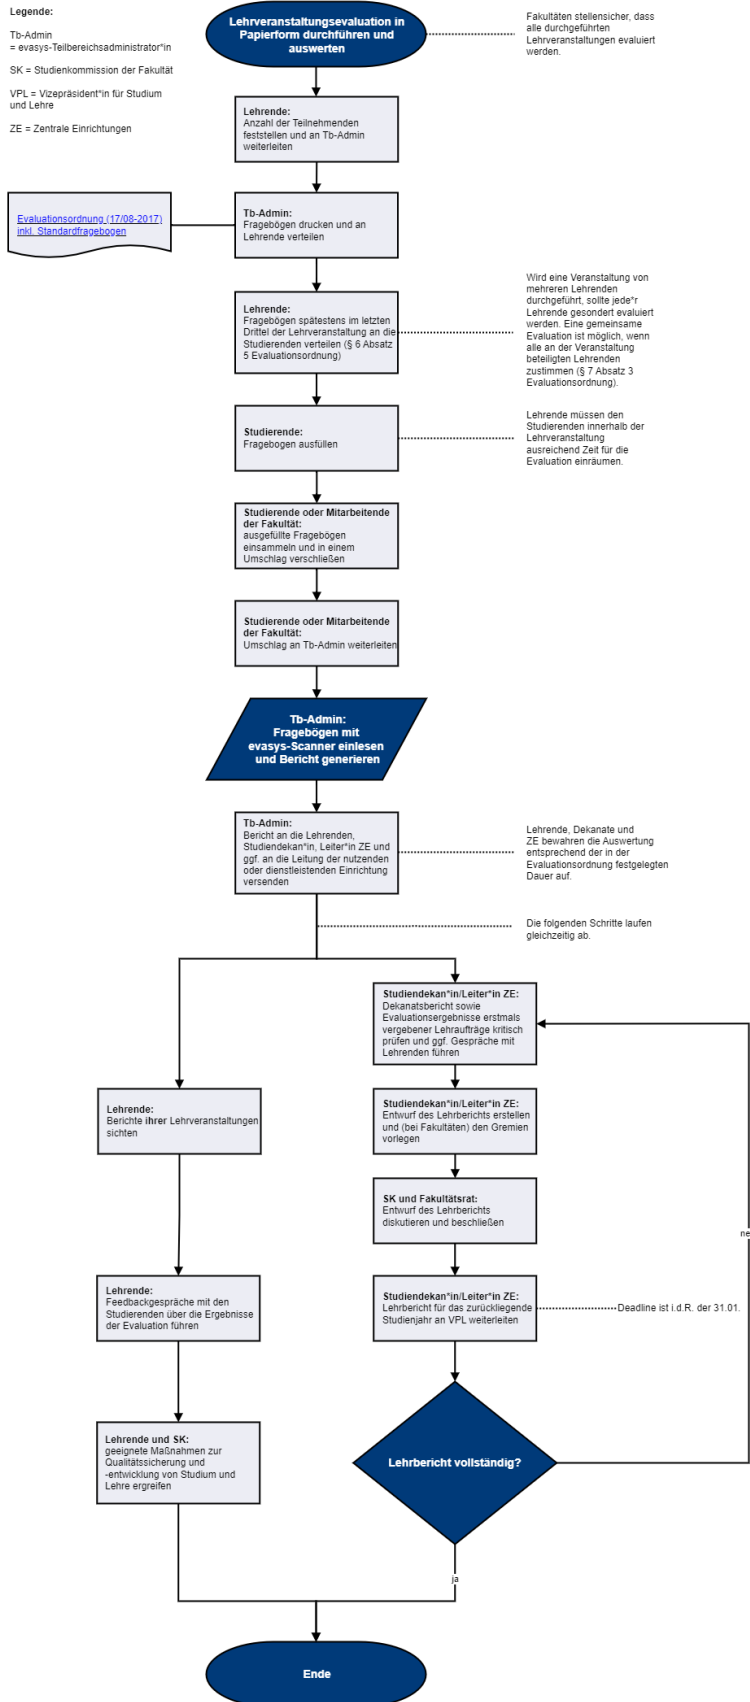 Legende:
Tb-Admin
= evasys-Teilbereichsadministrator*in
SK = Studienkommission der Fakultät
VPL = Vizepräsident*in für Studium
und Lehre
ZE = Zentrale Einrichtungen
Lehrveranstaltungsevaluation in
Papierform durchführen und
auswerten
Fakultäten stellensicher, dass
alle durchgeführten
Lehrveranstaltungen evaluiert
werden.
Lehrende:
Anzahl der Teilnehmenden
feststellen und an Tb-Admin
weiterleiten
Evaluationsordnung (17/08-2017)
inkl. Standardfragebogen
Tb-Admin:
Fragebögen drucken und an
Lehrende verteilen
Lehrende:
Fragebögen spätestens im letzten
Drittel der Lehrveranstaltung an die
Studierenden verteilen (§ 6 Absatz
5 Evaluationsordnung)
Wird eine Veranstaltung von
mehreren Lehrenden
durchgeführt, sollte jede*r
Lehrende gesondert evaluiert
werden. Eine gemeinsame
Evaluation ist möglich, wenn
alle an der Veranstaltung
beteiligten Lehrenden
zustimmen (§ 7 Absatz 3
Evaluationsordnung).
Studierende:
Fragebogen ausfüllen
Lehrende müssen den
Studierenden innerhalb der
Lehrveranstaltung
ausreichend Zeit für die
Evaluation einräumen.
Studierende oder Mitarbeitende
der Fakultät:
ausgefüllte Fragebögen
einsammeln und in einem
Umschlag verschließen
Studierende oder Mitarbeitende
der Fakultät:
Umschlag an Tb-Admin weiterleiten
Tb-Admin:
Fragebögen mit
evasys-Scanner einlesen
und Bericht generieren
Tb-Admin:
Bericht an die Lehrenden,
Studiendekan*in, Leiter*in ZE und
ggf. an die Leitung der nutzenden
oder dienstleistenden Einrichtung
versenden
Lehrende, Dekanate und
ZE bewahren die Auswertung
entsprechend der in der
Evaluationsordnung festgelegten
Dauer auf.
Die folgenden Schritte laufen
gleichzeitig ab.
Studiendekan*in/Leiter*in ZE:
Dekanatsbericht sowie
Evaluationsergebnisse erstmals
vergebener Lehraufträge kritisch
prüfen und ggf. Gespräche mit
Lehrenden führen
Lehrende:
Berichte ihrer Lehrveranstaltungen
sichten
Studiendekan*in/Leiter*in ZE:
Entwurf des Lehrberichts erstellen
und (bei Fakultäten) den Gremien
vorlegen
SK und Fakultätsrat:
Entwurf des Lehrberichts
diskutieren und beschließen
ne
Lehrende:
Feedbackgespräche mit den
Studierenden über die Ergebnisse
der Evaluation führen
Studiendekan*in/Leiter*in ZE:
Lehrbericht für das zurückliegende
Studienjahr an VPL weiterleiten
Deadline ist i.d.R. der 31.01.
Lehrende und SK:
geeignete Maßnahmen zur
Qualitätssicherung und
-entwicklung von Studium und
Lehre ergreifen
Lehrbericht vollständig?
ja
Ende